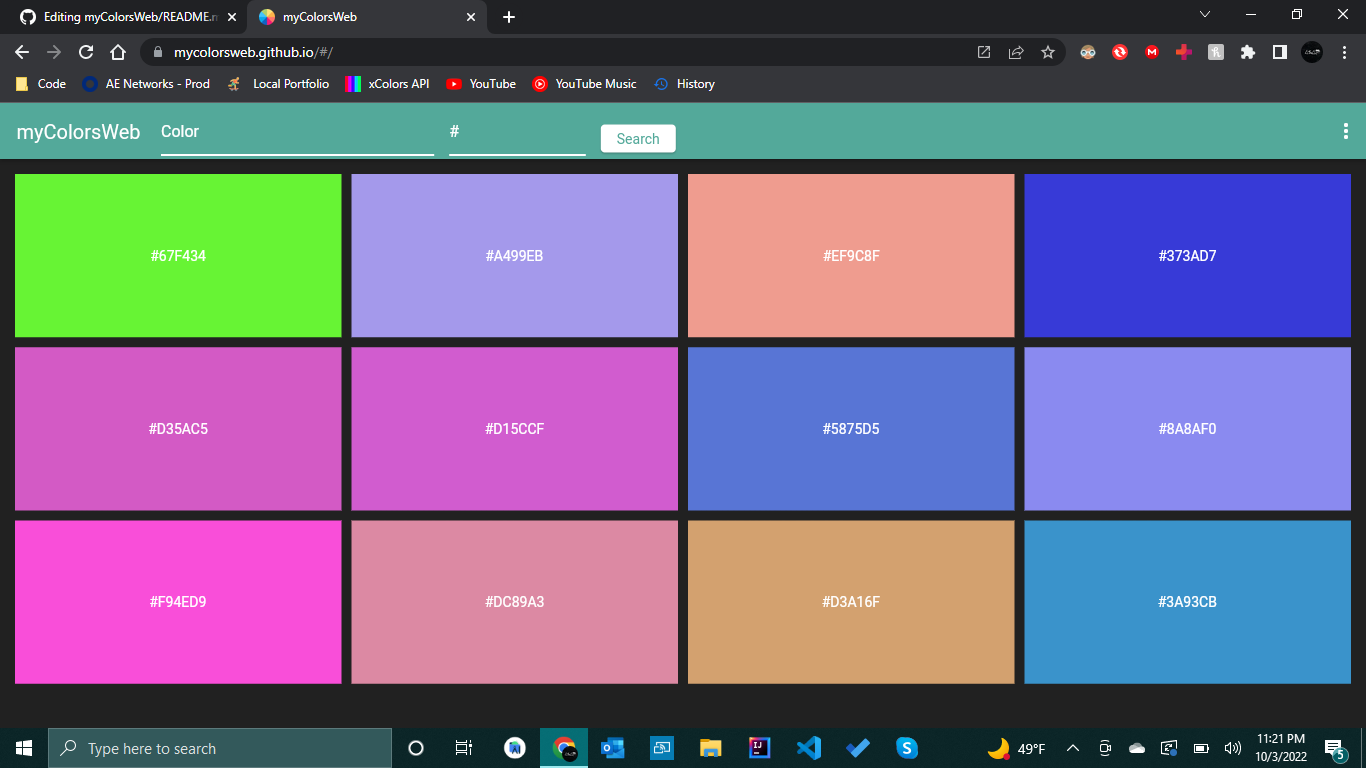 Editing myColorsWeb/README.m
myColorsWeb
mycolorsweb.github.io/#/
Code
AE Networks - Prod
Local Portfolio
xColors API
YouTube
YouTube Music
History
myColorsWeb
Color
#
Search
#67F434
#A499EB
#EF9C8F
#373AD7
#D35AC5
#D15CCF
#5875D5
#8A8AF0
#F94ED9
#DC89A3
#D3A16F
#3A93CB
Type here to search
49°F
11:21 PM
10/3/2022
5